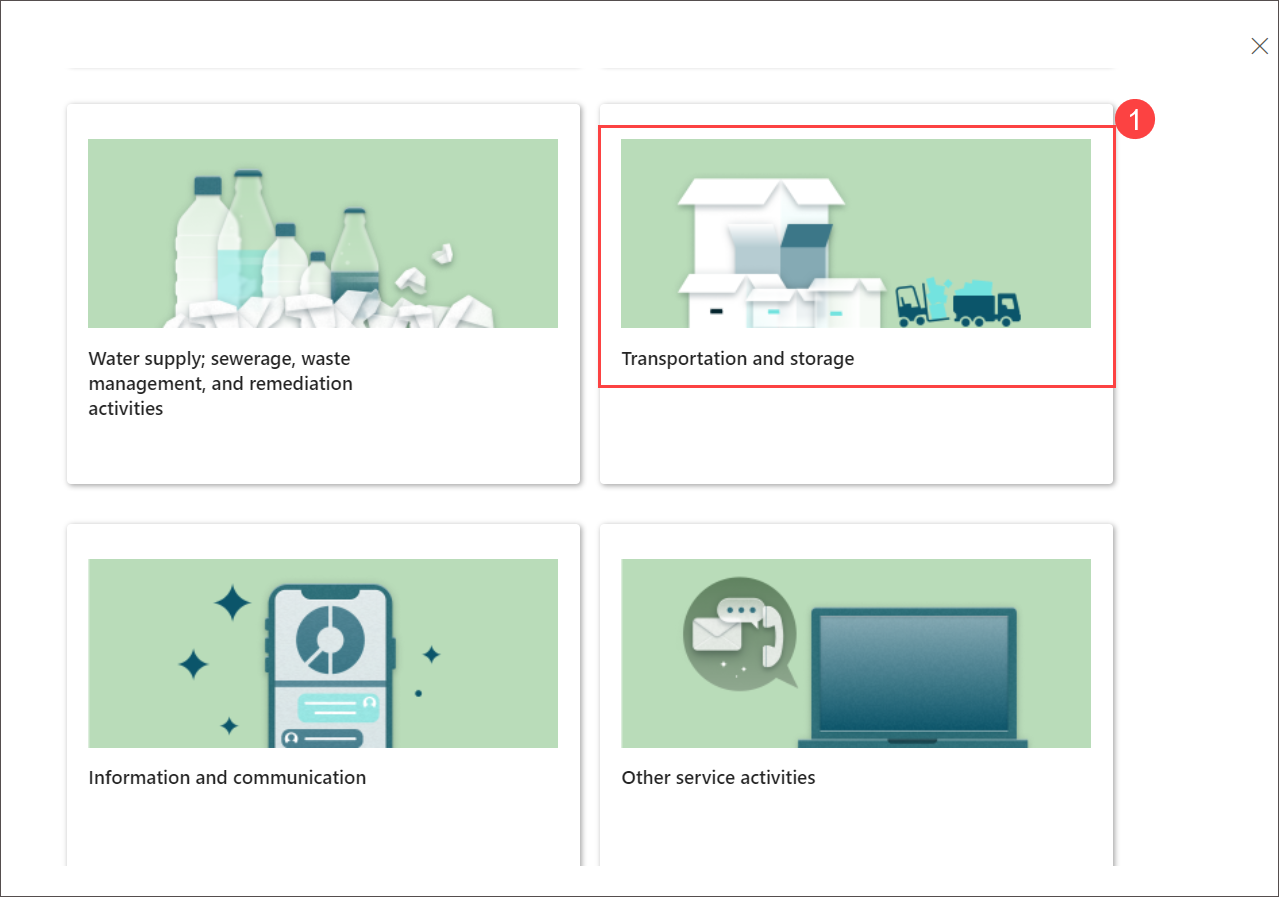 1
Water supply; sewerage, waste
management, and remediation
activities
Transportation and storage
Information and communication
Other service activities